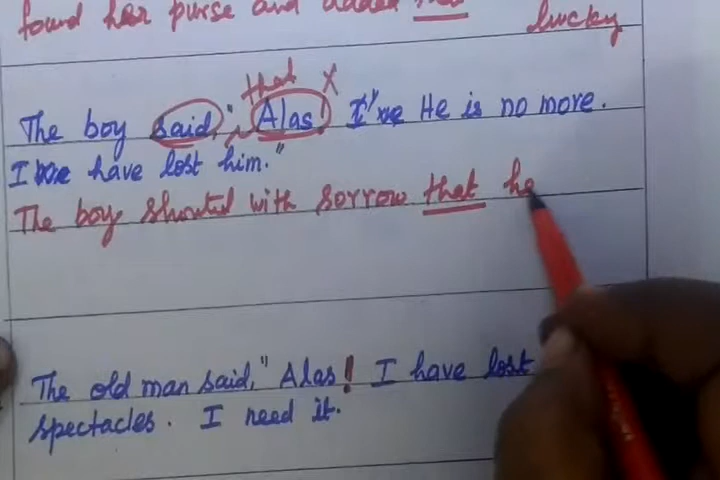 found her purse and added that
lucky
that X
The boy said, "Alas! I've He is no more.
I have lost him."
The boy shouted with sorrow that he
The old man said, "Alas! I have lost
spectacles. I need it.